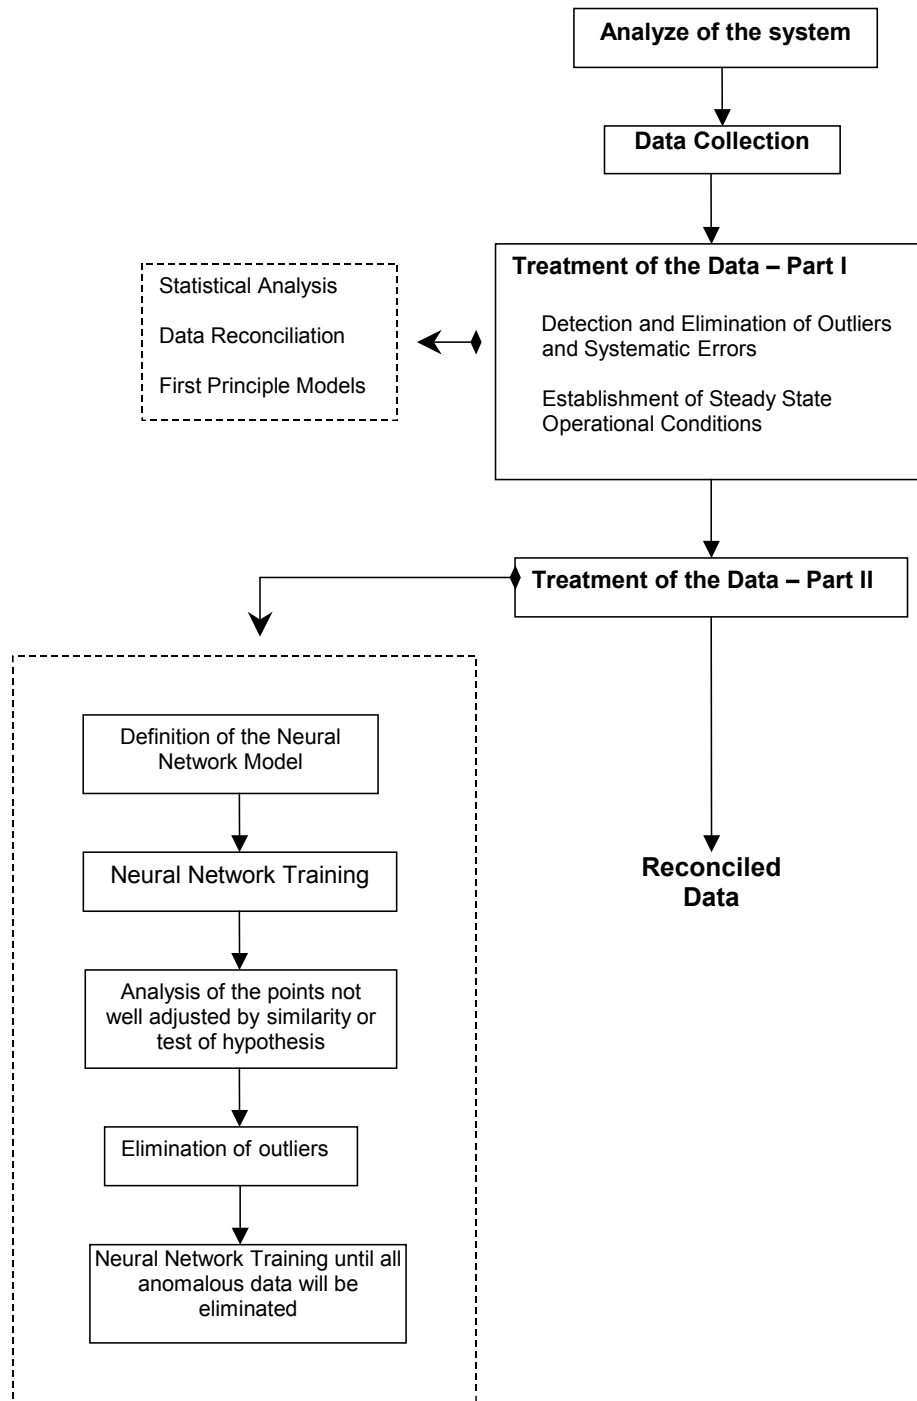 Analyze of the system
Data Collection
Treatment of the Data – Part I
Detection and Elimination of Outliers
and Systematic Errors
Establishment of Steady State
Operational Conditions
Statistical Analysis
Data Reconciliation
First Principle Models
Treatment of the Data – Part II
Definition of the Neural
Network Model
Neural Network Training
Analysis of the points not
well adjusted by similarity or
test of hypothesis
Elimination of outliers
Neural Network Training until all
anomalous data will be
eliminated
Reconciled
Data